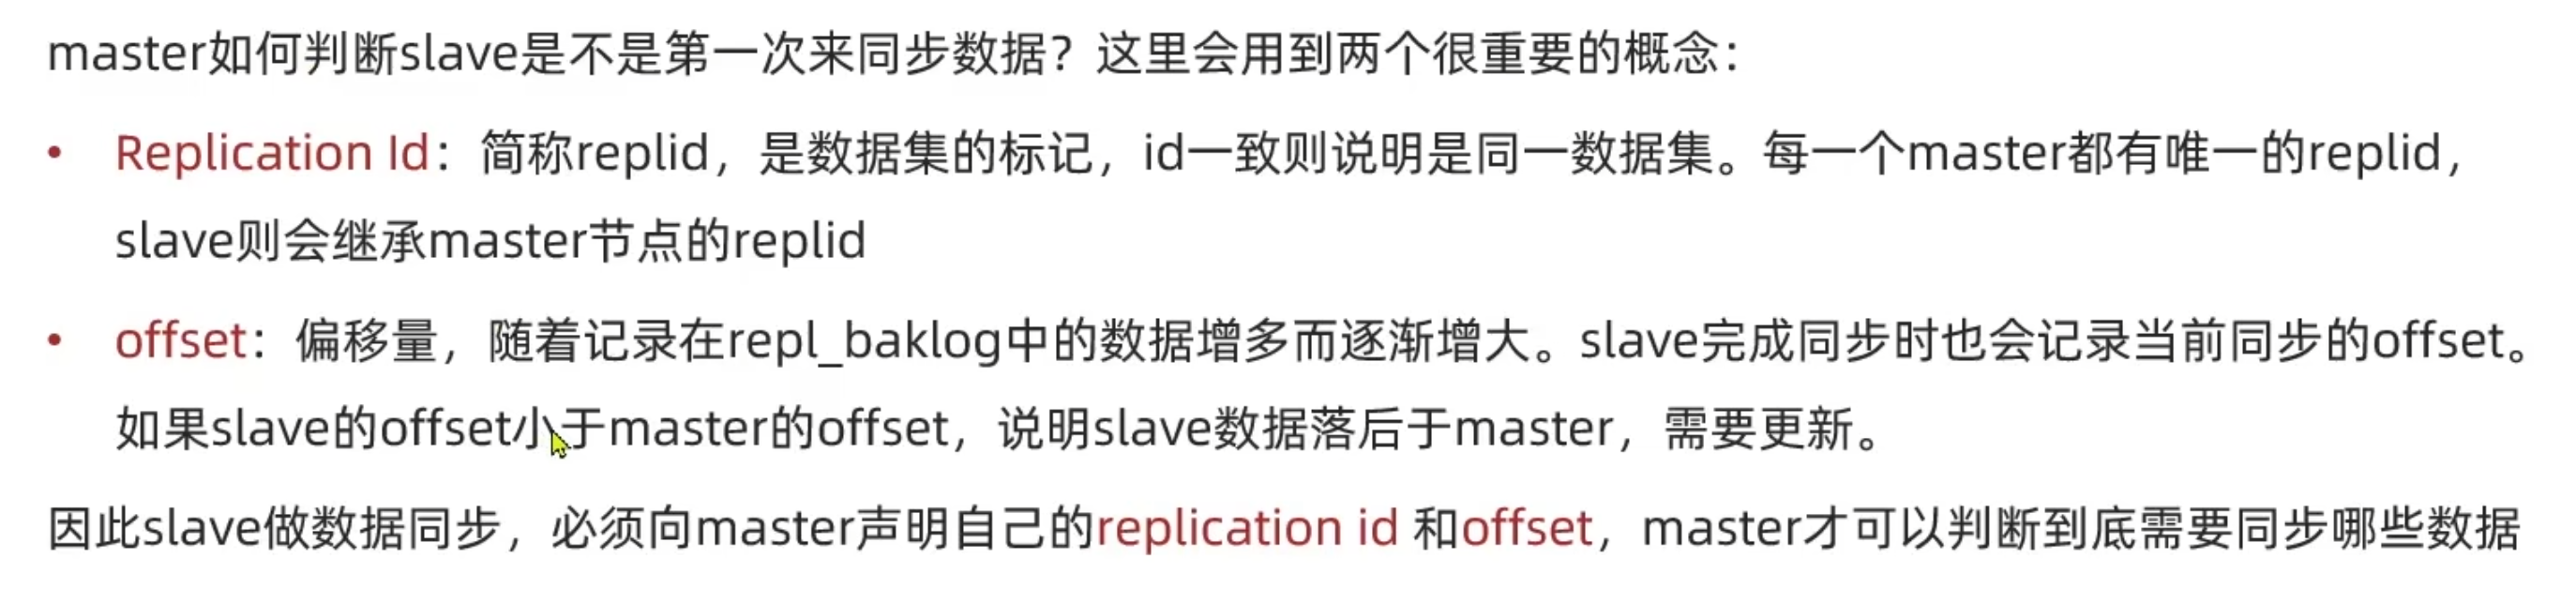 master如何判断slave是不是第一次来同步数据？这里会用到两个很重要的概念：
• Replication Id：简称replid，是数据集的标记，id一致则说明是同一数据集。每一个master都有唯一的replid，
slave则会继承master节点的replid
• offset：偏移量，随着记录在repl_baklog中的数据增多而逐渐增大。slave完成同步时也会记录当前同步的offset。
如果slave的offset小于master的offset，说明slave数据落后于master，需要更新。
因此slave做数据同步，必须向master声明自己的replication id 和offset，master才可以判断到底需要同步哪些数据